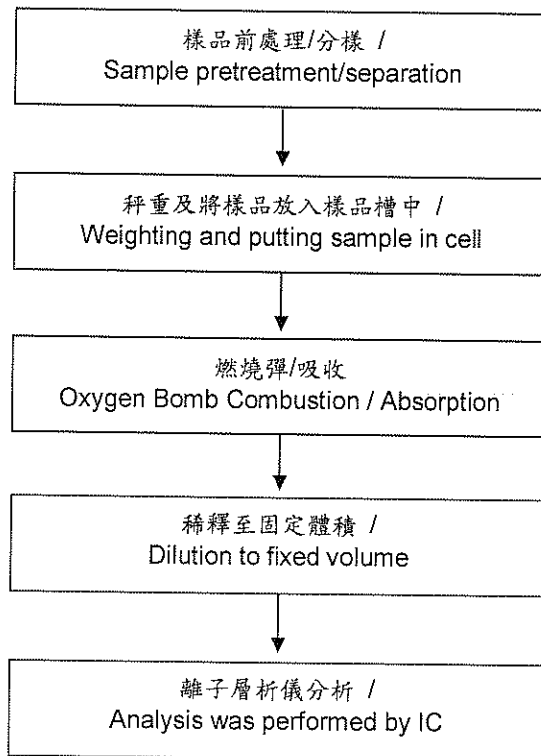 樣品前處理/分樣 /
Sample pretreatment/separation
秤重及將樣品放入樣品槽中 /
Weighting and putting sample in cell
燃燒彈/吸收
Oxygen Bomb Combustion / Absorption
稀釋至固定體積 /
Dilution to fixed volume
離子層析儀分析 /
Analysis was performed by IC